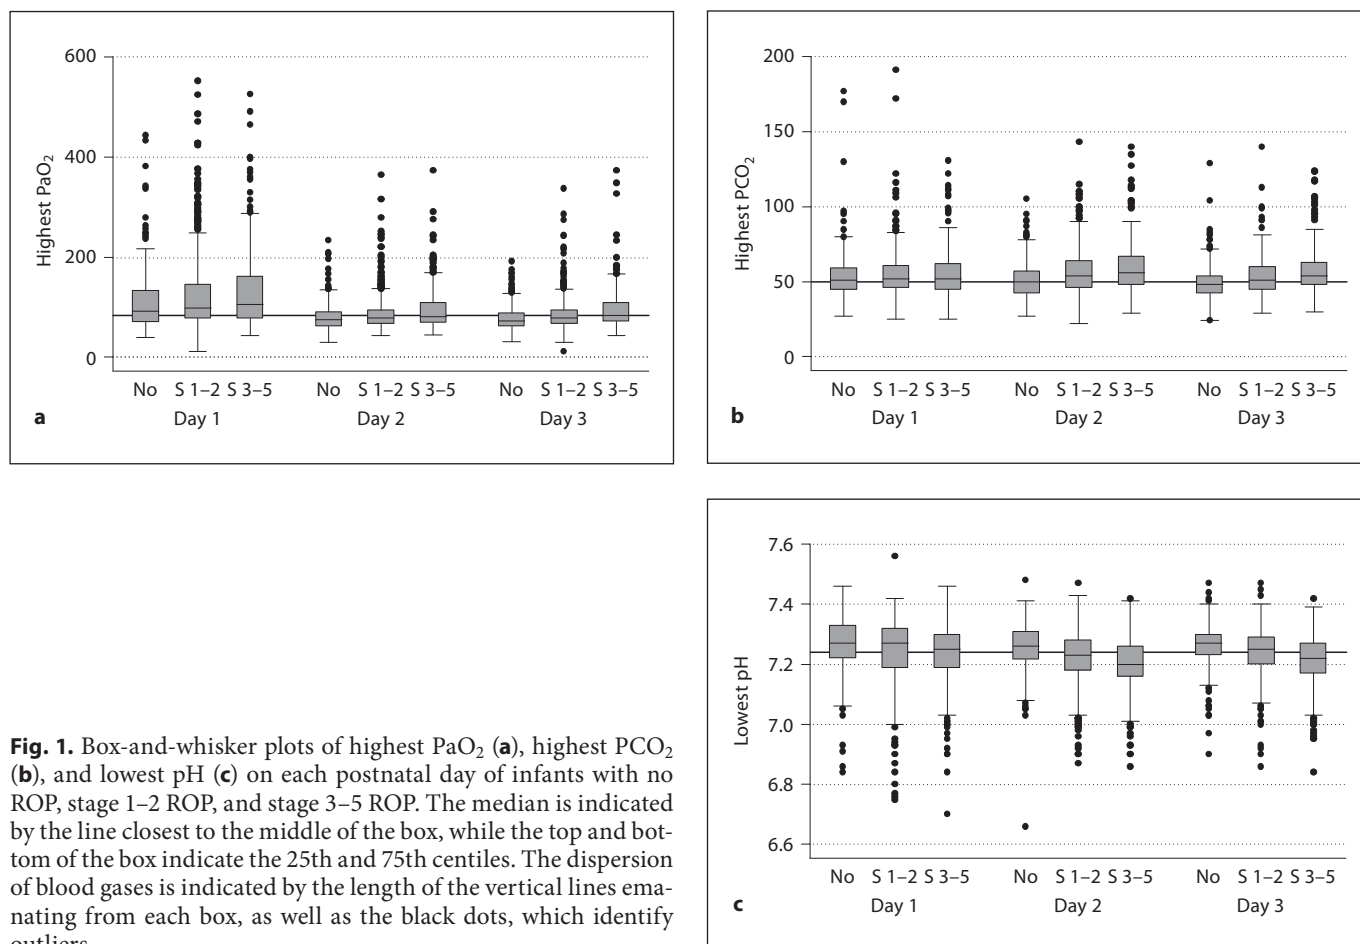 600
400
200
0
Highest PaO2
No S 1–2 S 3–5 No S 1–2 S 3–5 No S 1–2 S 3–5
Day 1 Day 2 Day 3
a
200
150
100
50
0
Highest PCO2
No S 1–2 S 3–5 No S 1–2 S 3–5 No S 1–2 S 3–5
Day 1 Day 2 Day 3
b
7.6
7.4
7.2
7.0
6.8
6.6
Lowest pH
No S 1–2 S 3–5 No S 1–2 S 3–5 No S 1–2 S 3–5
Day 1 Day 2 Day 3
c
Fig. 1. Box-and-whisker plots of highest PaO2 (a), highest PCO2
(b), and lowest pH (c) on each postnatal day of infants with no
ROP, stage 1–2 ROP, and stage 3–5 ROP. The median is indicated
by the line closest to the middle of the box, while the top and bot-
tom of the box indicate the 25th and 75th centiles. The dispersion
of blood gases is indicated by the length of the vertical lines ema-
nating from each box, as well as the black dots, which identify
outliers